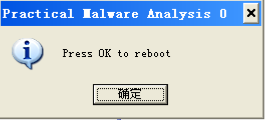 Practical Malware Analysis 0
Press OK to reboot
确定